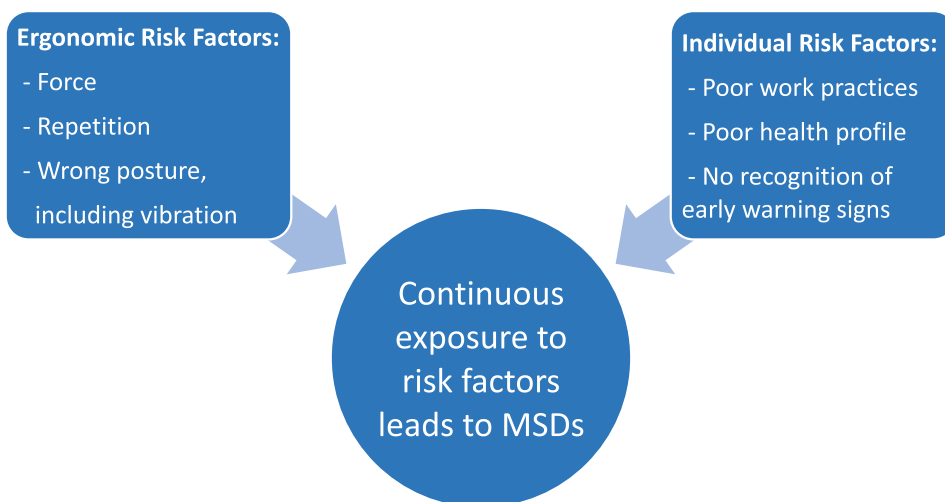 Ergonomic Risk Factors:
- Force
- Repetition
- Wrong posture,
including vibration
Individual Risk Factors:
- Poor work practices
- Poor health profile
- No recognition of
early warning signs
Continuous
exposure to
risk factors
leads to MSDs